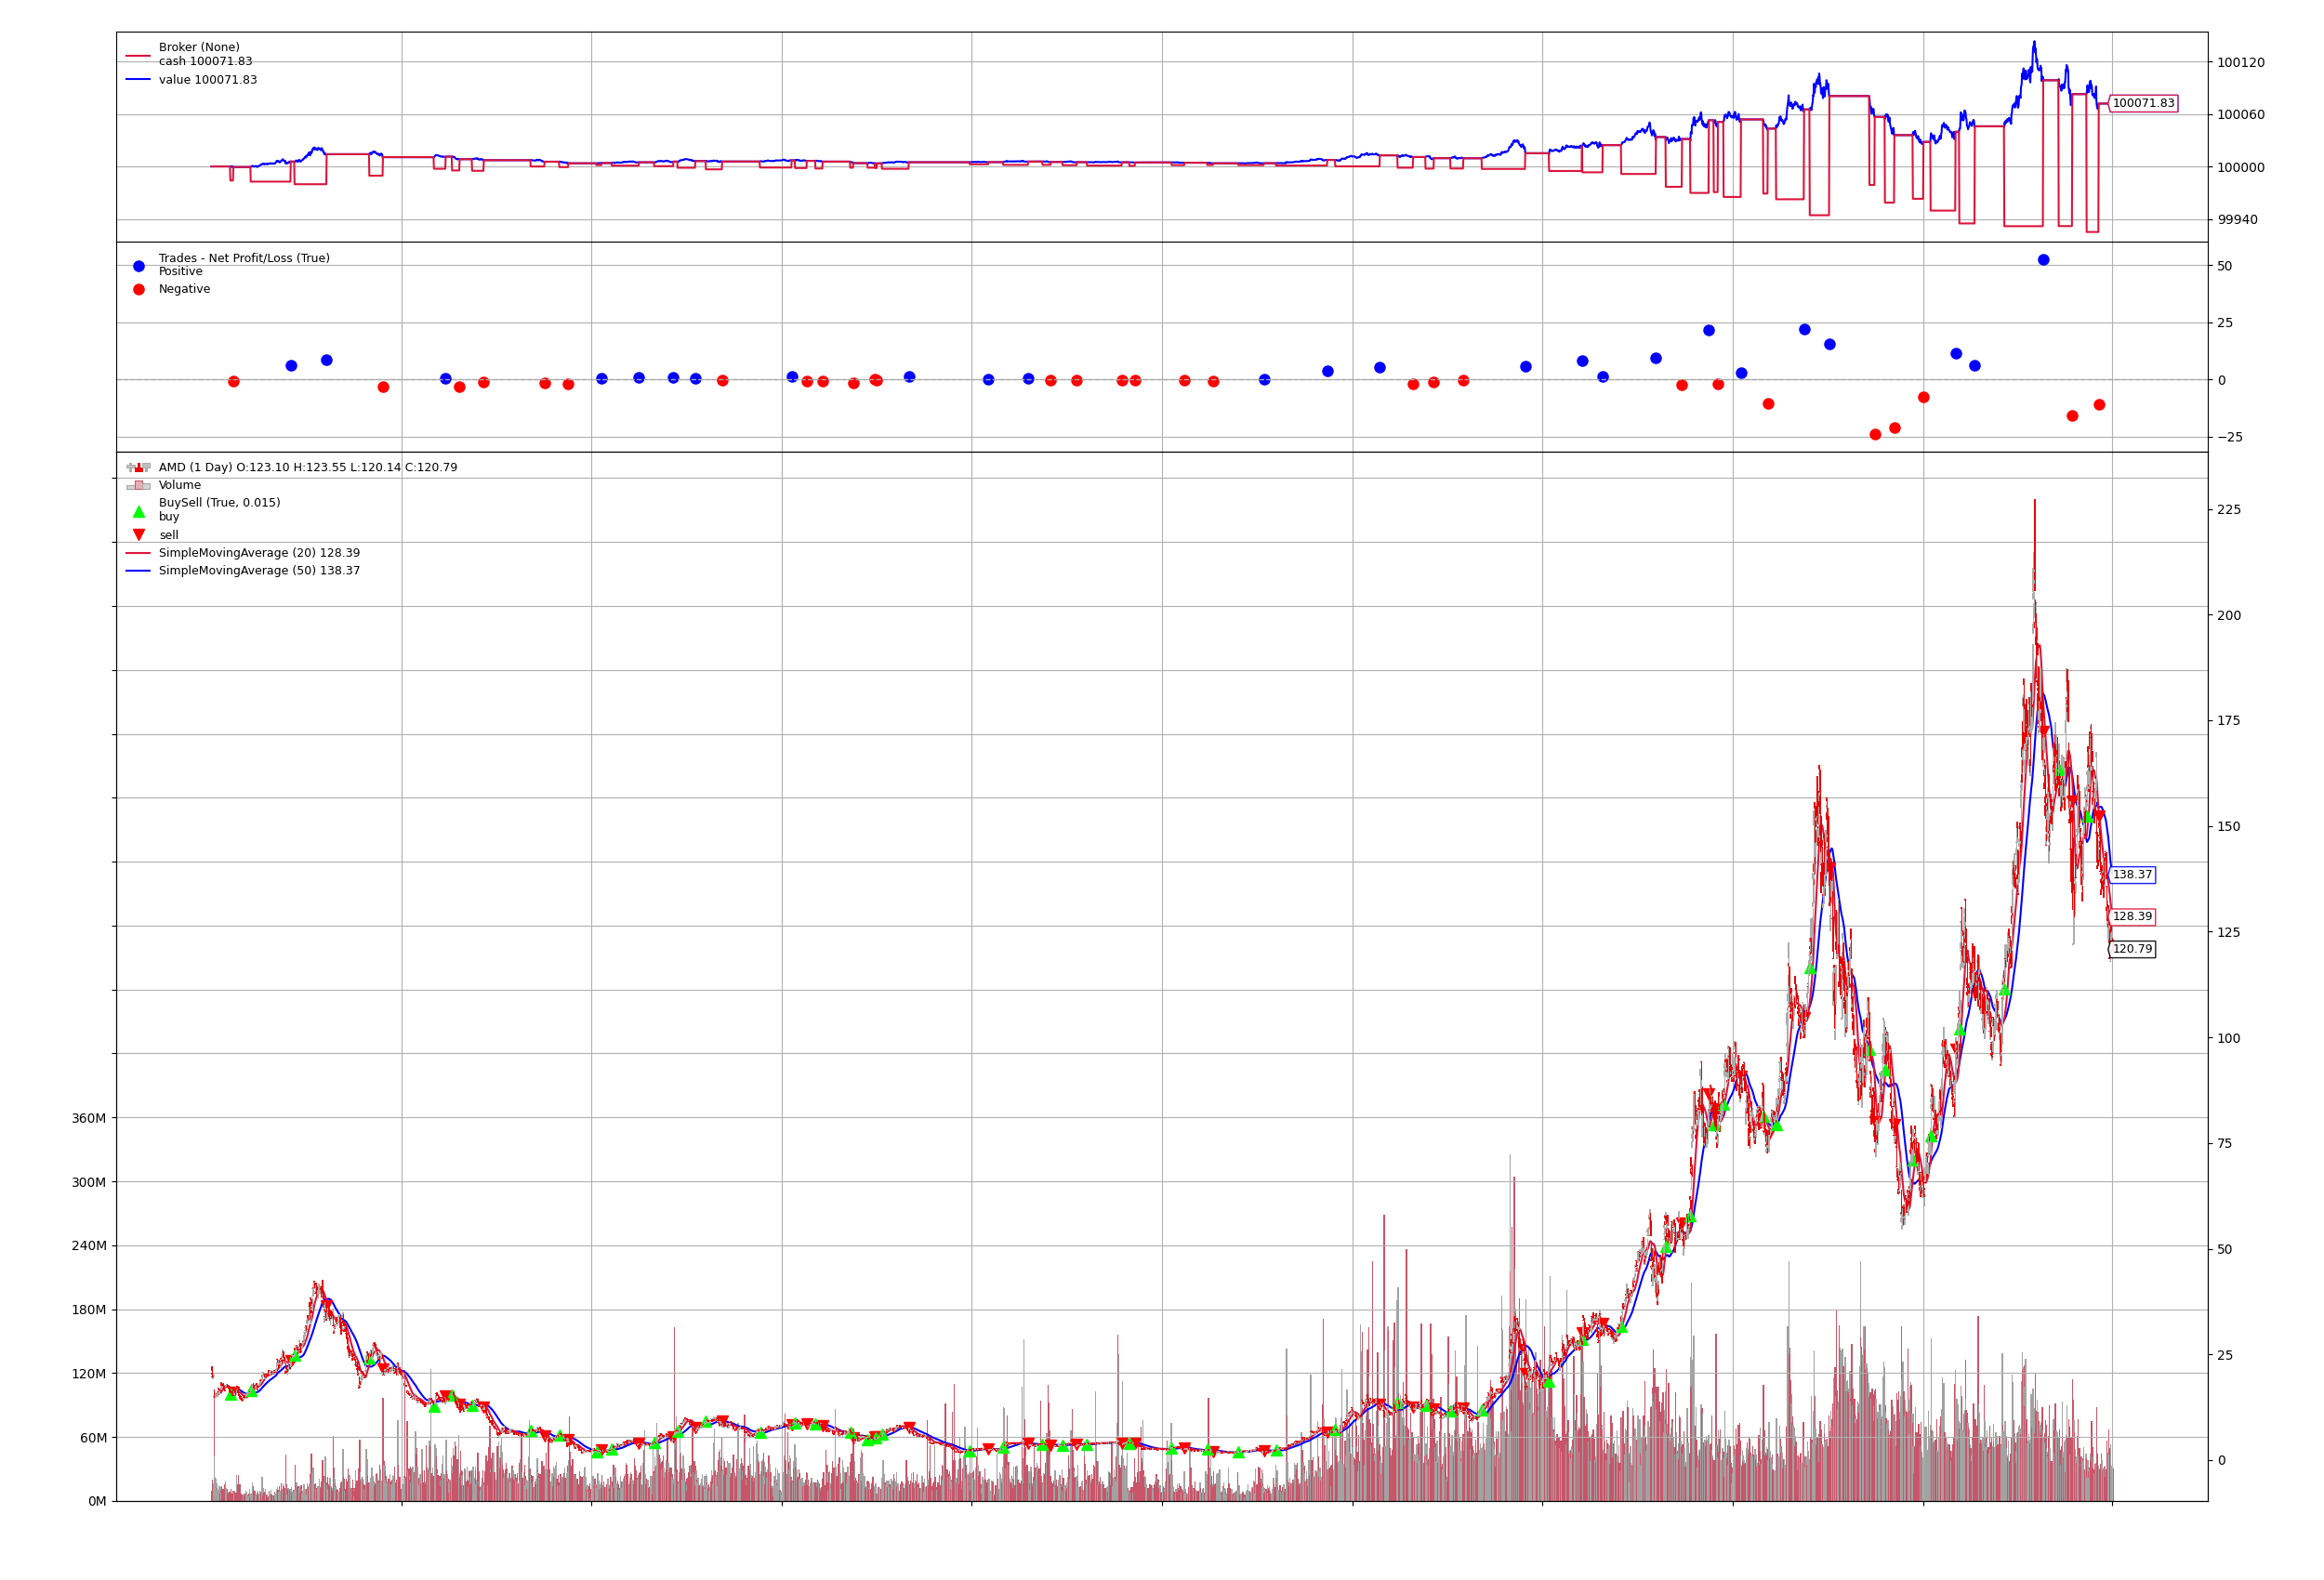 Broker (None)
cash 100071.83
value 100071.83
100120
100071.83
100060
100000
99940
Trades - Net Profit/Loss (True)
Positive
Negative
50
25
0
−25
AMD (1 Day) O:123.10 H:123.55 L:120.14 C:120.79
Volume
BuySell (True, 0.015)
buy
sell
SimpleMovingAverage (20) 128.39
SimpleMovingAverage (50) 138.37
225
200
175
150
138.37
128.39
125
120.79
100
75
50
25
0
360M
300M
240M
180M
120M
60M
0M